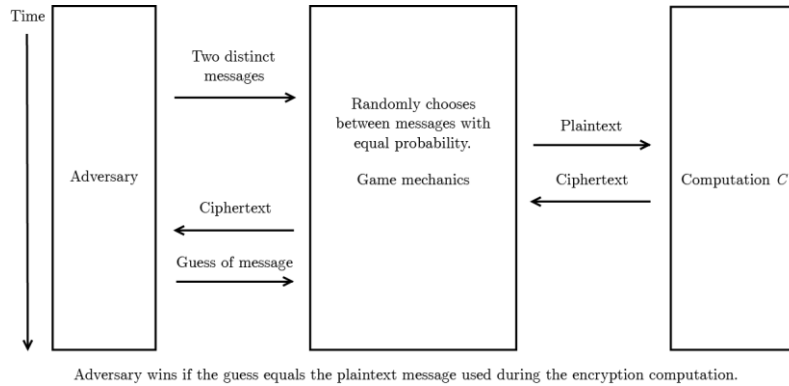 Time
Two distinct
messages
Randomly chooses
between messages with
equal probability.
Plaintext
Adversary
Game mechanics
Ciphertext
Computation C
Ciphertext
Guess of message
Adversary wins if the guess equals the plaintext message used during the encryption computation.